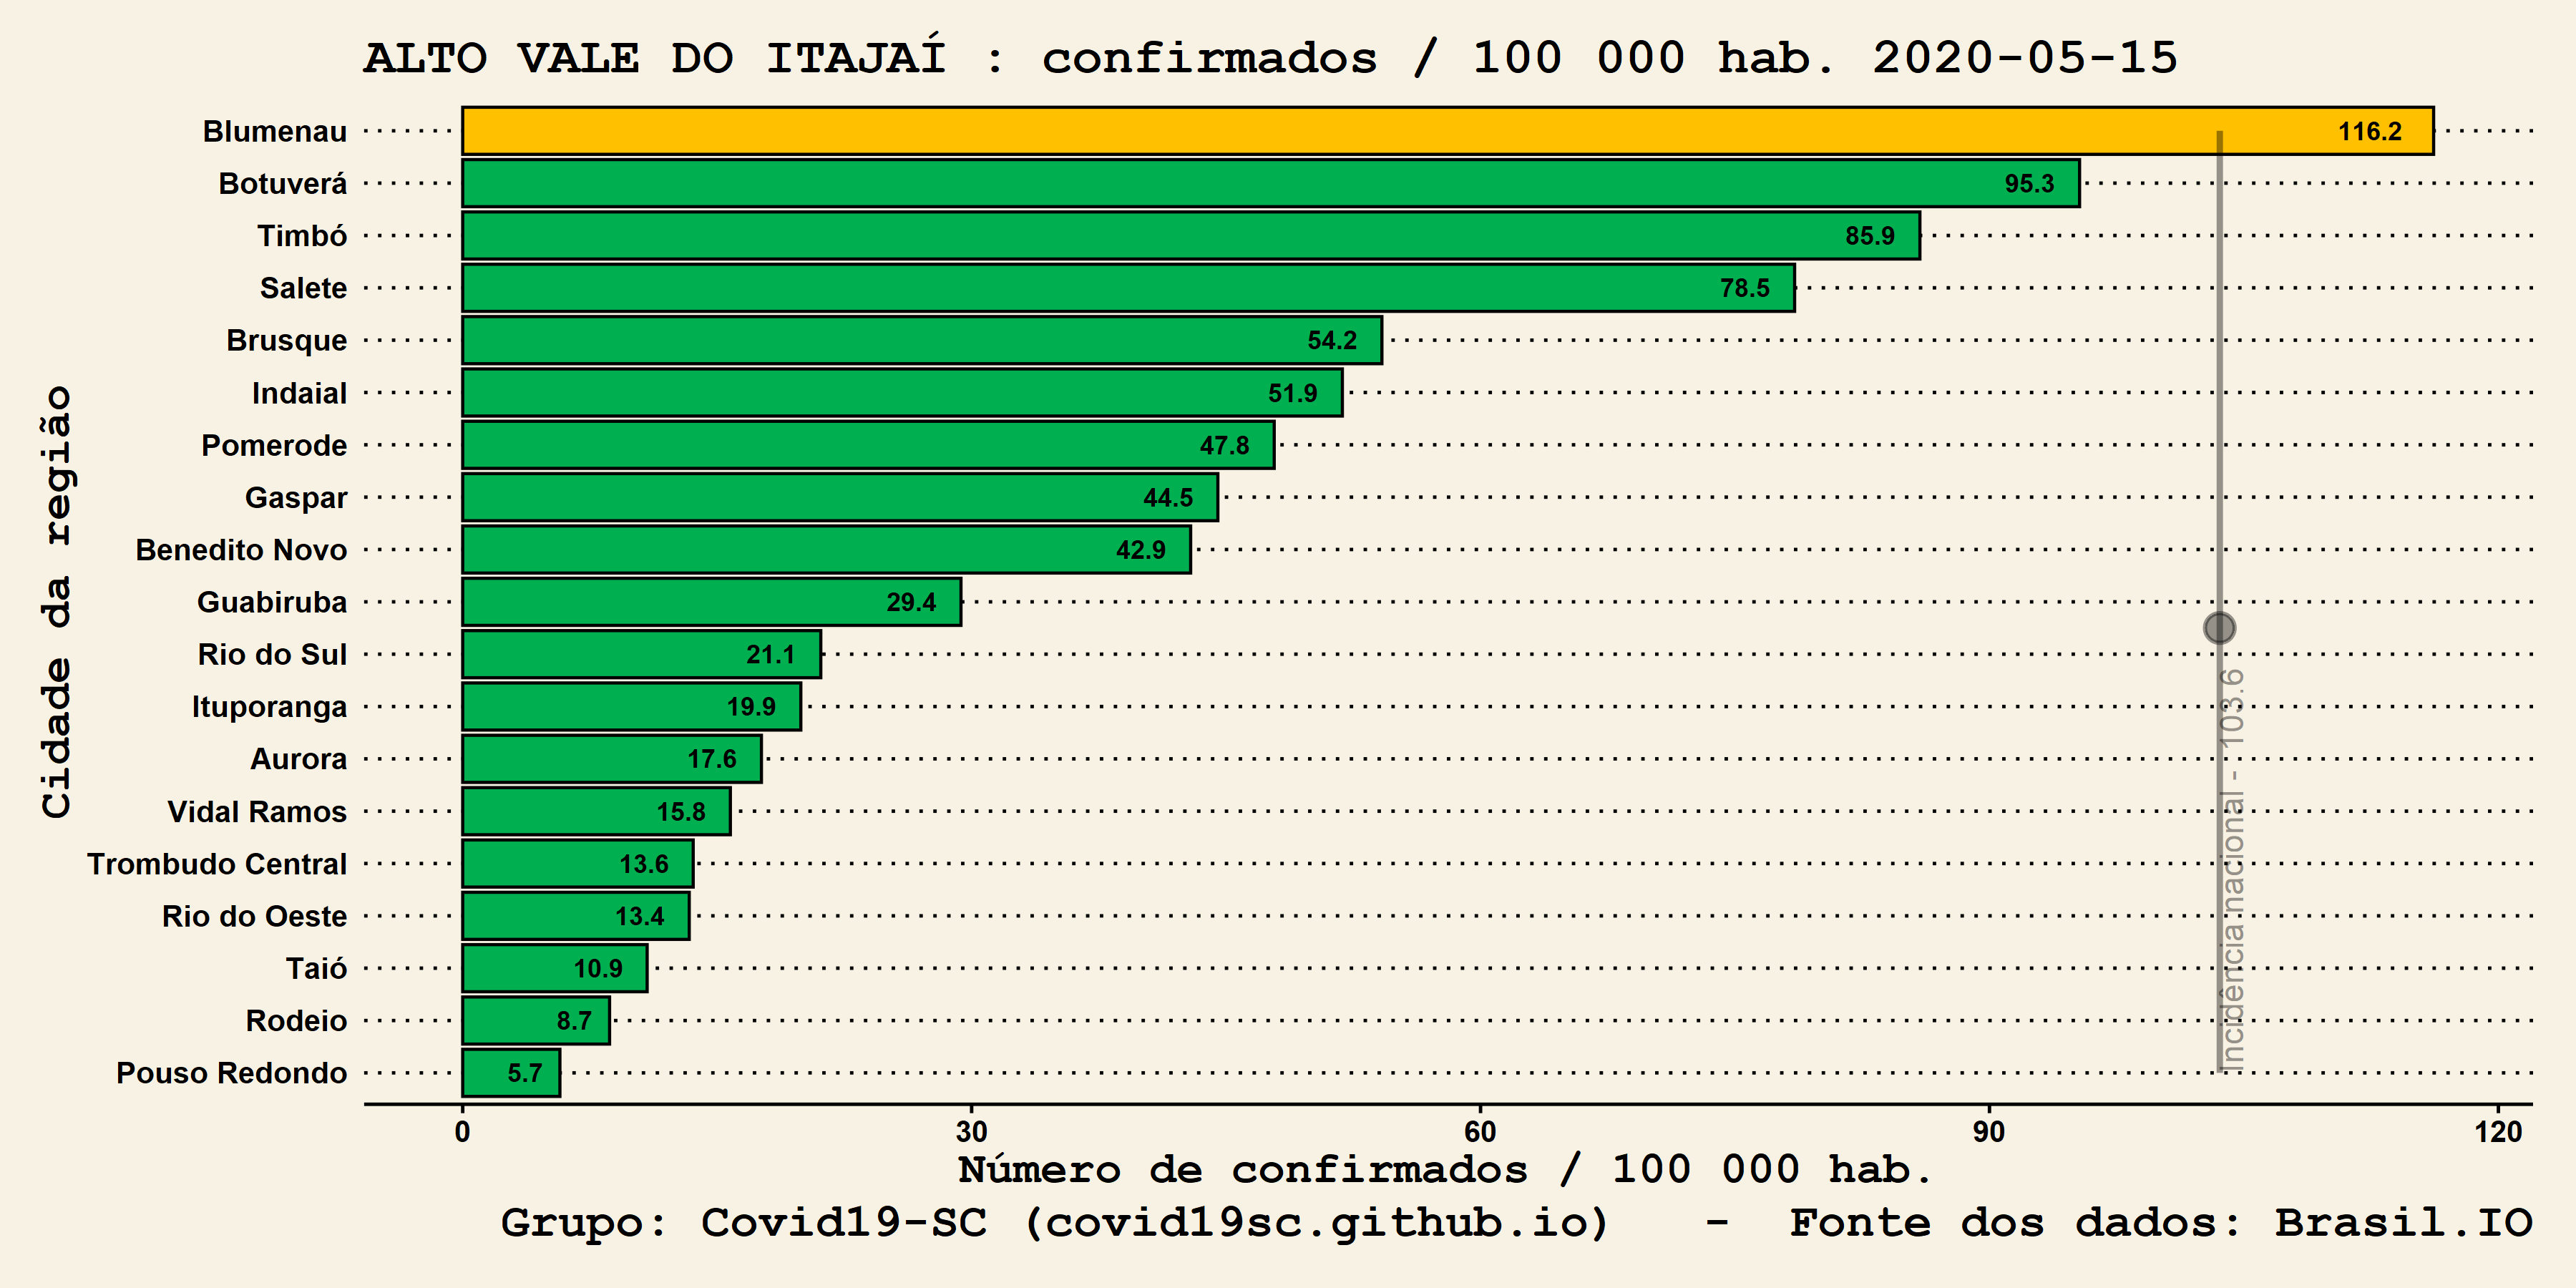 ALTO VALE DO ITAJAÍ : confirmados / 100 000 hab. 2020-05-15
Cidade da região
Blumenau 116.2
Botuverá 95.3
Timbó 85.9
Salete 78.5
Brusque 54.2
Indaial 51.9
Pomerode 47.8
Gaspar 44.5
Benedito Novo 42.9
Guabiruba 29.4
Rio do Sul 21.1
Ituporanga 19.9
Aurora 17.6
Vidal Ramos 15.8
Trombudo Central 13.6
Rio do Oeste 13.4
Taió 10.9
Rodeio 8.7
Pouso Redondo 5.7
Incidência nacional - 103.6
0 30 60 90 120
Número de confirmados / 100 000 hab.
Grupo: Covid19-SC (covid19sc.github.io) - Fonte dos dados: Brasil.IO